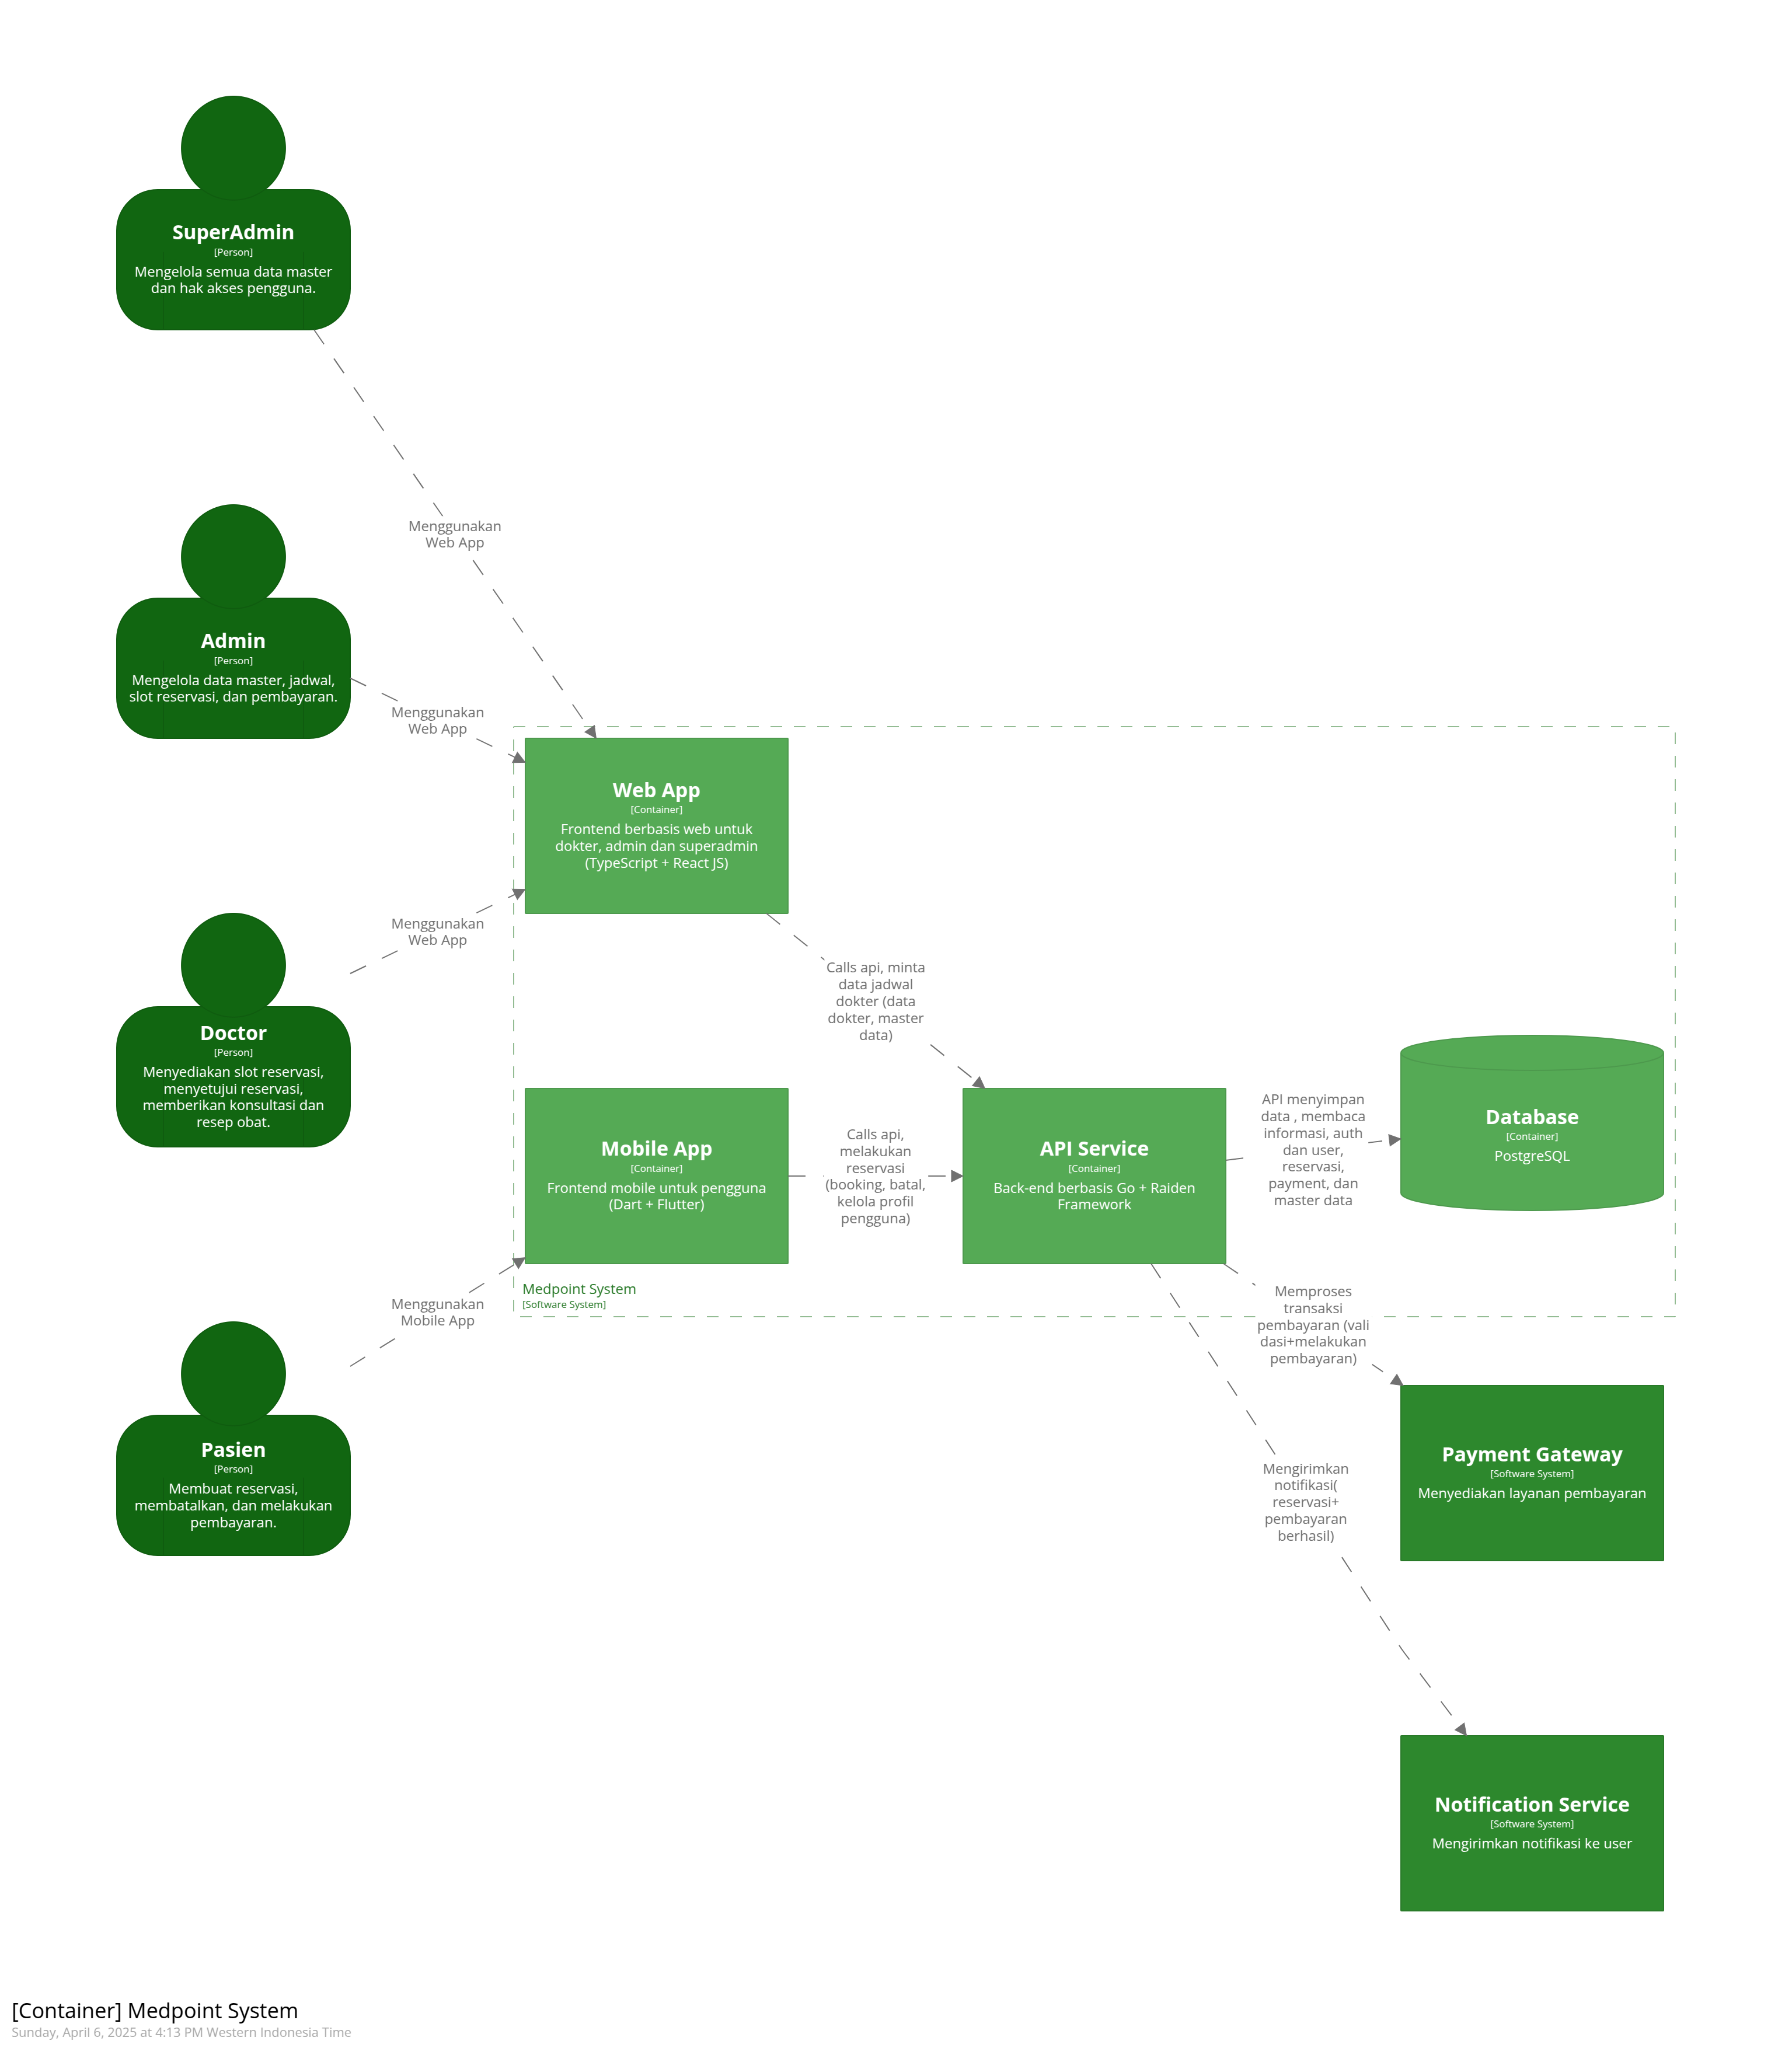 SuperAdmin
[Person]
Mengelola semua data master
dan hak akses pengguna.
Menggunakan
Web App
Admin
[Person]
Mengelola data master, jadwal,
slot reservasi, dan pembayaran.
Menggunakan
Web App
Web App
[Container]
Frontend berbasis web untuk
dokter, admin dan superadmin
(TypeScript + React JS)
Menggunakan
Web App
Doctor
[Person]
Menyediakan slot reservasi,
menyetujui reservasi,
memberikan konsultasi dan
resep obat.
Calls api, minta
data jadwal
dokter (data
dokter, master
data)
Mobile App
[Container]
Frontend mobile untuk pengguna
(Dart + Flutter)
Calls api,
melakukan
reservasi
(booking, batal,
kelola profil
pengguna)
API Service
[Container]
Back-end berbasis Go + Raiden
Framework
API menyimpan
data , membaca
informasi, auth
dan user,
reservasi,
payment, dan
master data
Database
[Container]
PostgreSQL
Medpoint System
[Software System]
Menggunakan
Mobile App
Memproses
transaksi
pembayaran (vali
dasi+melakukan
pembayaran)
Pasien
[Person]
Membuat reservasi,
membatalkan, dan melakukan
pembayaran.
Payment Gateway
[Software System]
Menyediakan layanan pembayaran
Mengirimkan
notifikasi(
reservasi+
pembayaran
berhasil)
Notification Service
[Software System]
Mengirimkan notifikasi ke user
[Container] Medpoint System
Sunday, April 6, 2025 at 4:13 PM Western Indonesia Time